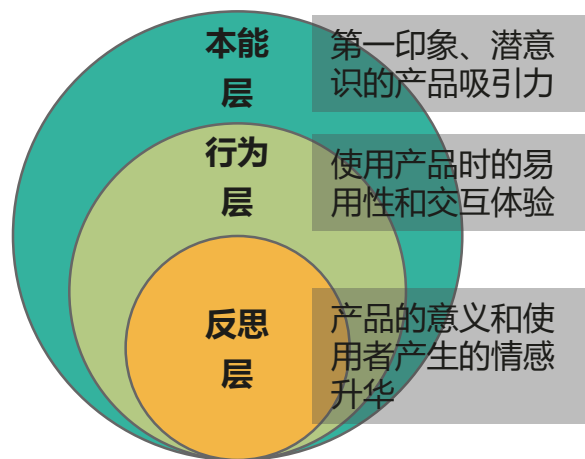 本能
层
第一印象、潜意
识的产品吸引力
行为
层
使用产品时的易
用性和交互体验
反思
层
产品的意义和使
用者产生的情感
升华